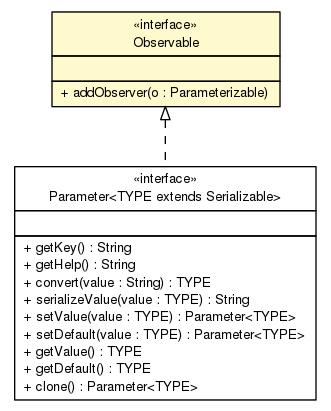 «interface»
Observable
+ addObserver(o : Parameterizable)
«interface»
Parameter<TYPE extends Serializable>
+ getKey() : String
+ getHelp() : String
+ convert(value : String) : TYPE
+ serializeValue(value : TYPE) : String
+ setValue(value : TYPE) : Parameter<TYPE>
+ setDefault(value : TYPE) : Parameter<TYPE>
+ getValue() : TYPE
+ getDefault() : TYPE
+ clone() : Parameter<TYPE>